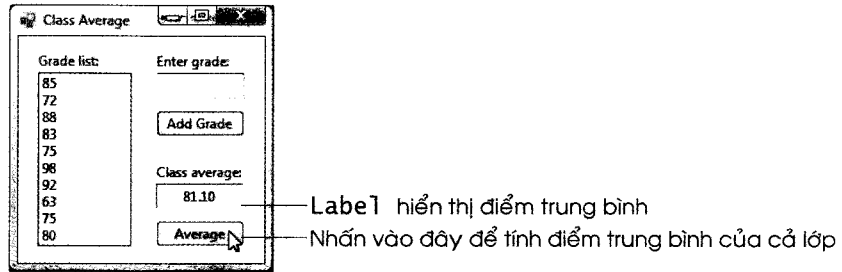 Class Average
Grade list:
Enter grade:
85
72
88
Add Grade
83
75
98
Class average:
92
63
81.10
Label hiển thị điểm trung bình
75
80
Average
Nhấn vào đây để tính điểm trung bình của cả lớp